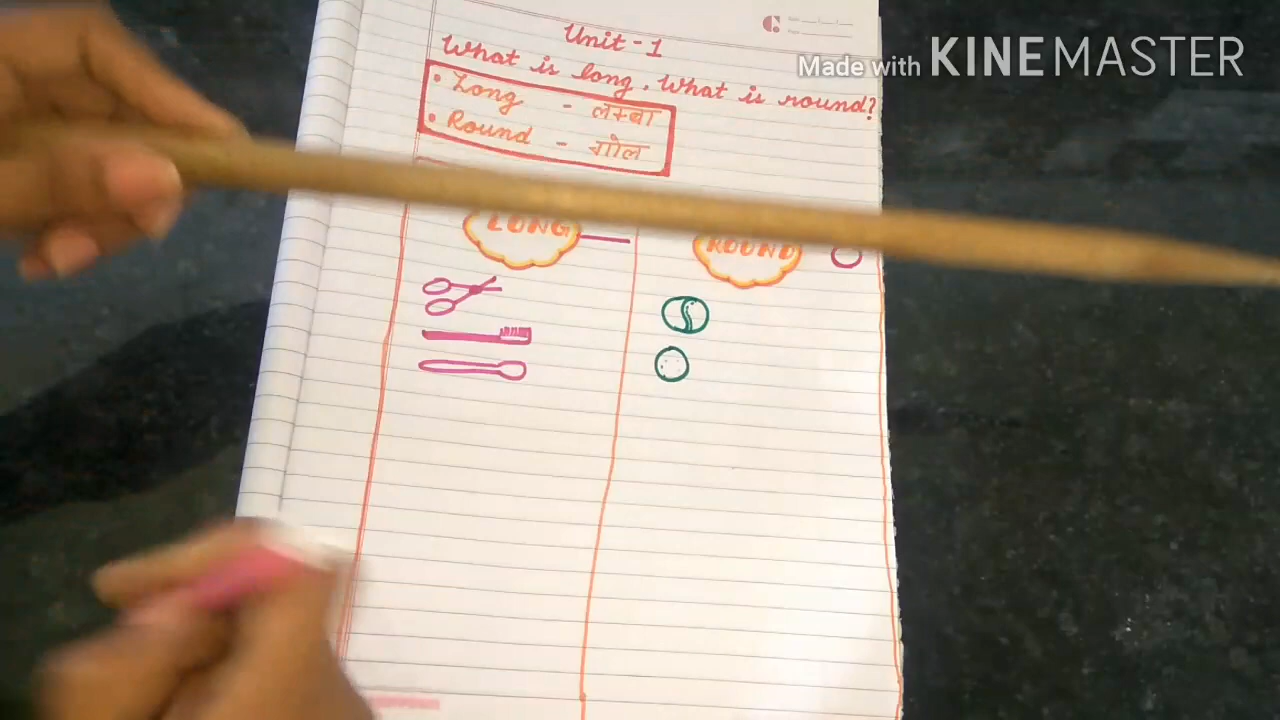 Made with KINEMASTER
Unit-1
What is long. What is round?
• Long - लम्बा
• Round - गोल
LONG
ROUND